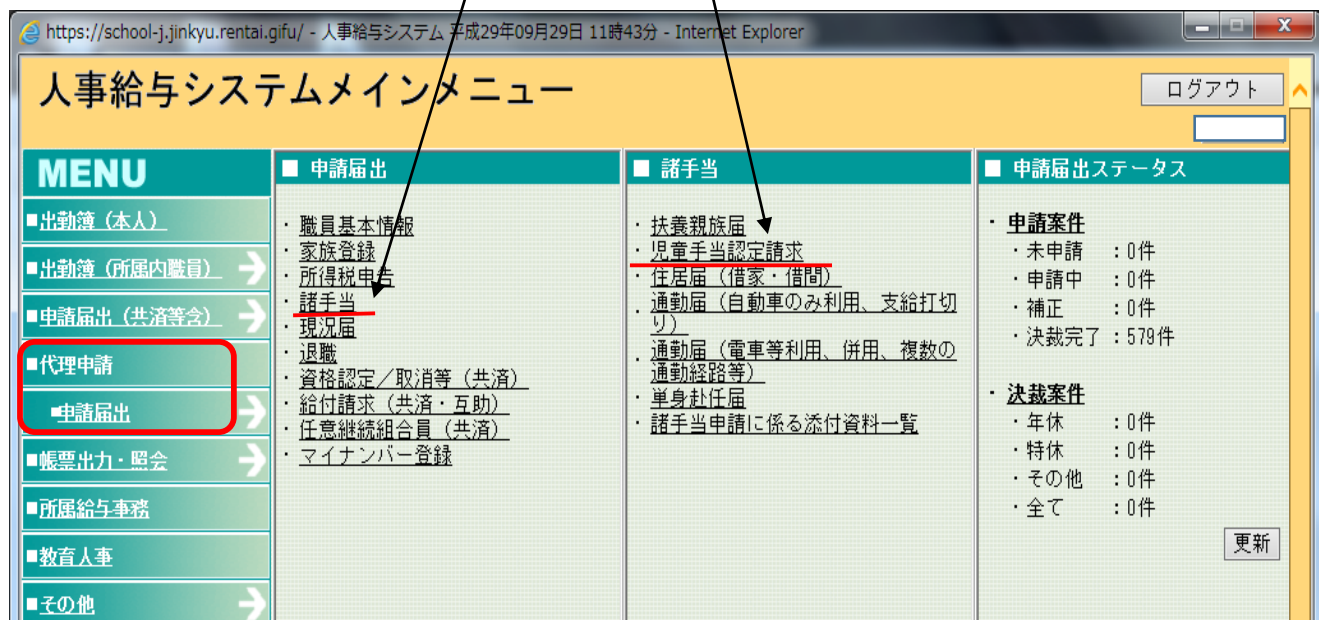 https://school-j.jinkyu.rentai.gifu/ - 人事給与システム 平成29年09月29日 11時43分 - Internet Explorer
人事給与システムメインメニュー
ログアウト
MENU
■出勤簿（本人）
■出勤簿（所属内職員）
■申請届出（共済等含）
■代理申請
■申請届出
■帳票出力・照会
■所属給与事務
■教育人事
■その他
■ 申請届出
・職員基本情報
・家族登録
・所得税申告
・諸手当
・現況届
・退職
・資格認定／取消等（共済）
・給付請求（共済・互助）
・任意継続組合員（共済）
・マイナンバー登録
■ 諸手当
・扶養親族届
・児童手当認定請求
・住居届（借家・借間）
・通勤届（自動車のみ利用、支給打切
り）
・通勤届（電車等利用、併用、複数の
通勤経路等）
・単身赴任届
・諸手当申請に係る添付資料一覧
■ 申請届出ステータス
・申請案件
・未申請 ：0件
・申請中 ：0件
・補正 ：0件
・決裁完了 ：579件
・決裁案件
・年休 ：0件
・特休 ：0件
・その他 ：0件
・全て ：0件
更新